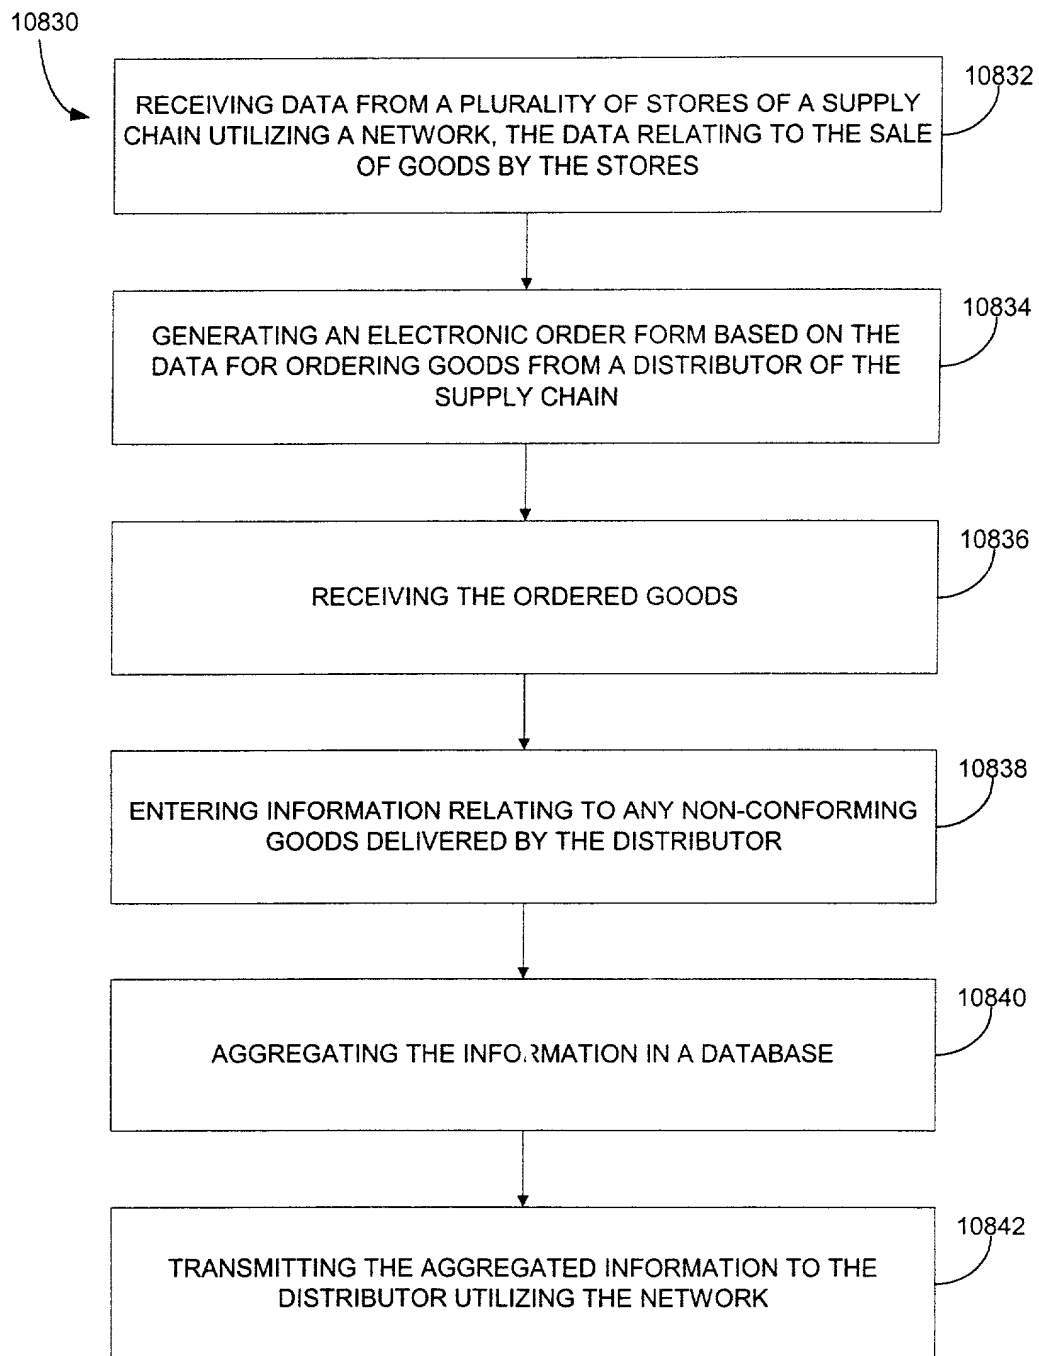 10830
10832
RECEIVING DATA FROM A PLURALITY OF STORES OF A SUPPLY
CHAIN UTILIZING A NETWORK, THE DATA RELATING TO THE SALE
OF GOODS BY THE STORES
10834
GENERATING AN ELECTRONIC ORDER FORM BASED ON THE
DATA FOR ORDERING GOODS FROM A DISTRIBUTOR OF THE
SUPPLY CHAIN
10836
RECEIVING THE ORDERED GOODS
10838
ENTERING INFORMATION RELATING TO ANY NON-CONFORMING
GOODS DELIVERED BY THE DISTRIBUTOR
10840
AGGREGATING THE INFORMATION IN A DATABASE
10842
TRANSMITTING THE AGGREGATED INFORMATION TO THE
DISTRIBUTOR UTILIZING THE NETWORK